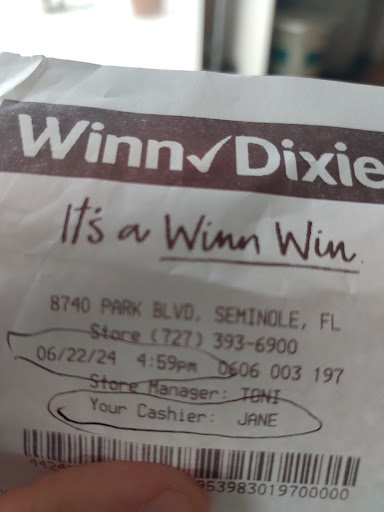 Winn✓Dixie
It's a Winn Win.
8740 PARK BLVD, SEMINOLE, FL
Store (727) 393-6900
06/22/24 4:59pm 0606 003 197
Store Manager: TONI
Your Cashier: JANE